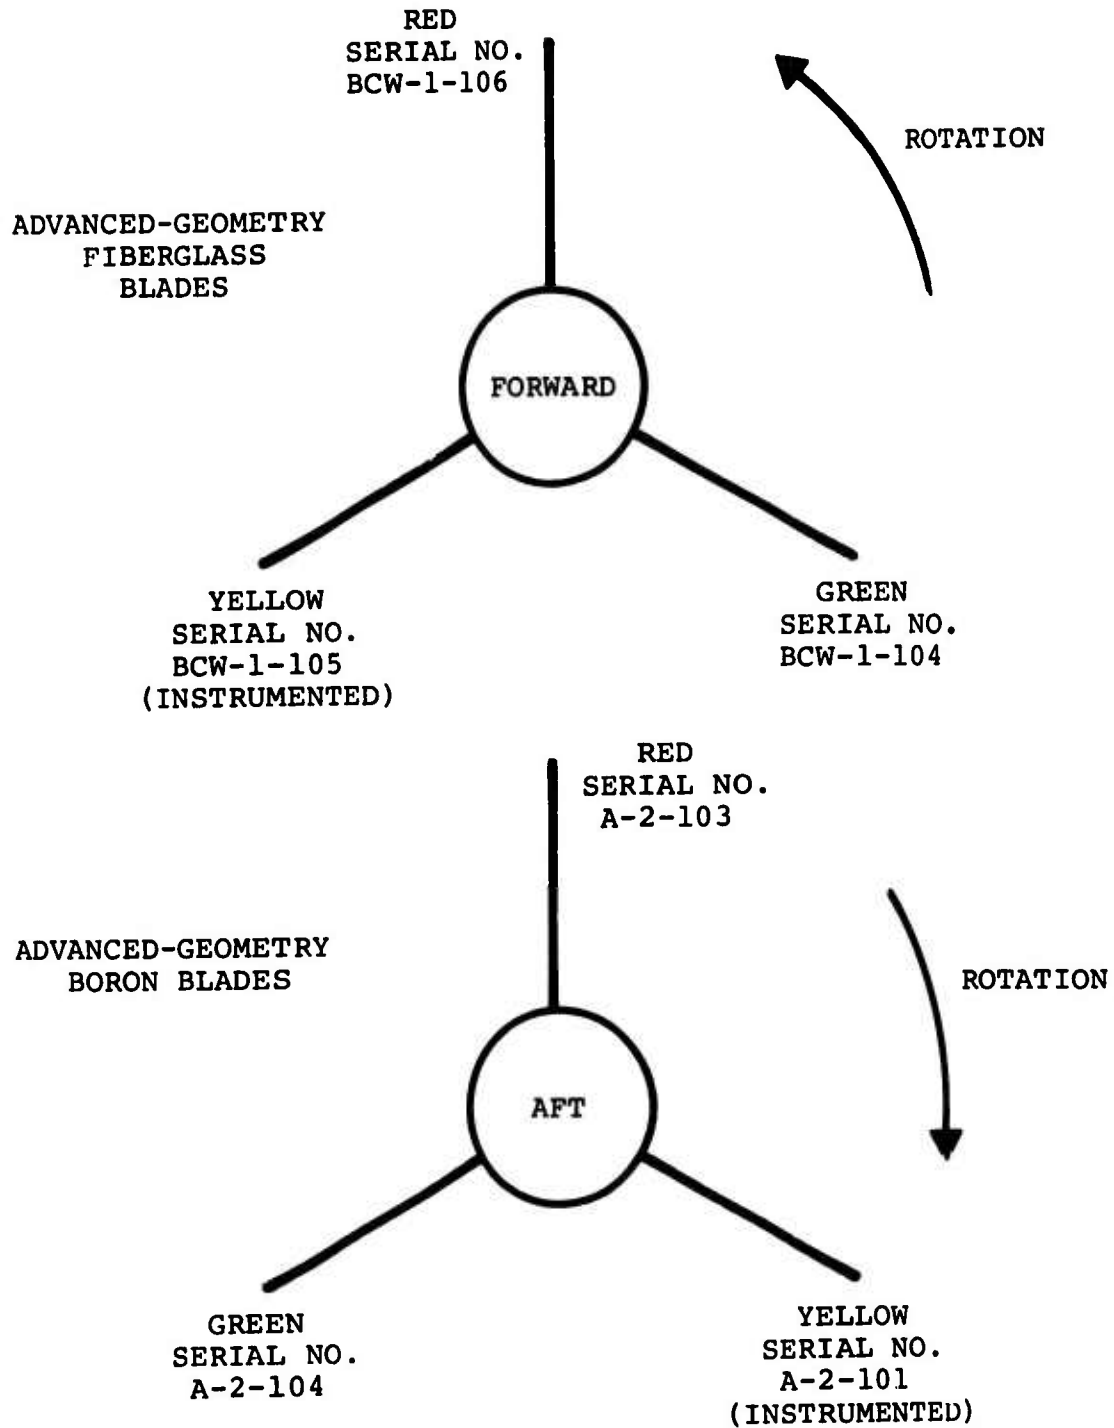 RED
SERIAL NO.
BCW-1-106
ROTATION
ADVANCED-GEOMETRY
FIBERGLASS
BLADES
FORWARD
YELLOW
SERIAL NO.
BCW-1-105
(INSTRUMENTED)
GREEN
SERIAL NO.
BCW-1-104
RED
SERIAL NO.
A-2-103
ADVANCED-GEOMETRY
BORON BLADES
ROTATION
AFT
GREEN
SERIAL NO.
A-2-104
YELLOW
SERIAL NO.
A-2-101
(INSTRUMENTED)